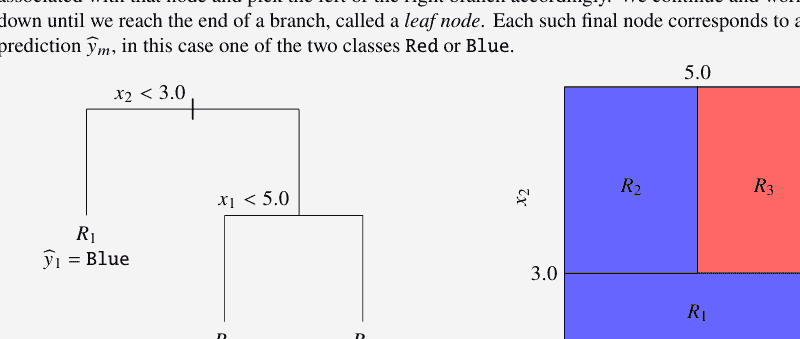 down until we reach the end of a branch, called a leaf node. Each such final node corresponds to a
prediction ŷm, in this case one of the two classes Red or Blue.
x2 < 3.0
x1 < 5.0
R1
ŷ1 = Blue
5.0
x2
R2
R3
3.0
R1